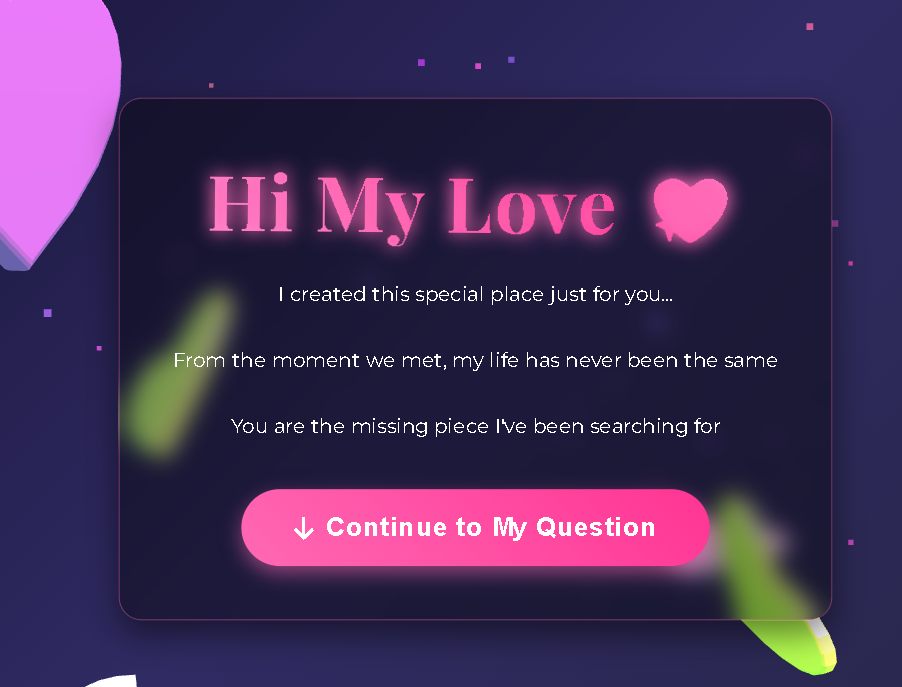 Hi My Love
I created this special place just for you...
From the moment we met, my life has never been the same
You are the missing piece I've been searching for
↓ Continue to My Question